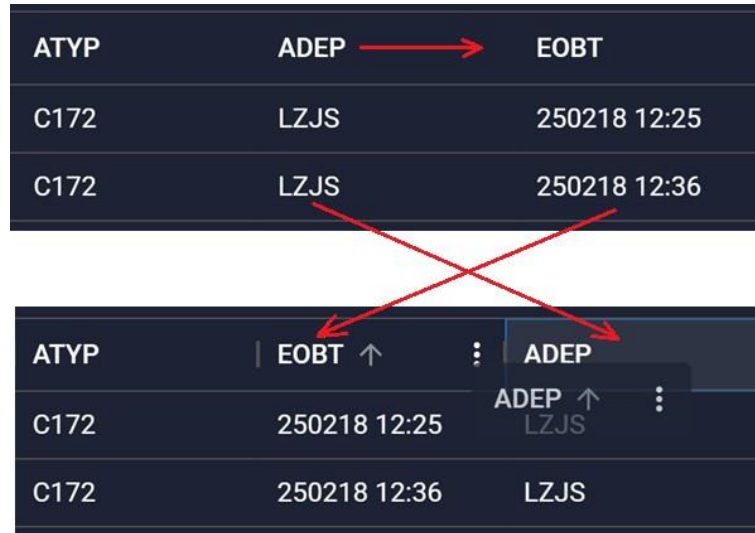 ATYP ADEP EOBT
C172 LZJS 250218 12:25
C172 LZJS 250218 12:36
ATYP EOBT ADEP
ADEP
C172 250218 12:25 LZJS
C172 250218 12:36 LZJS